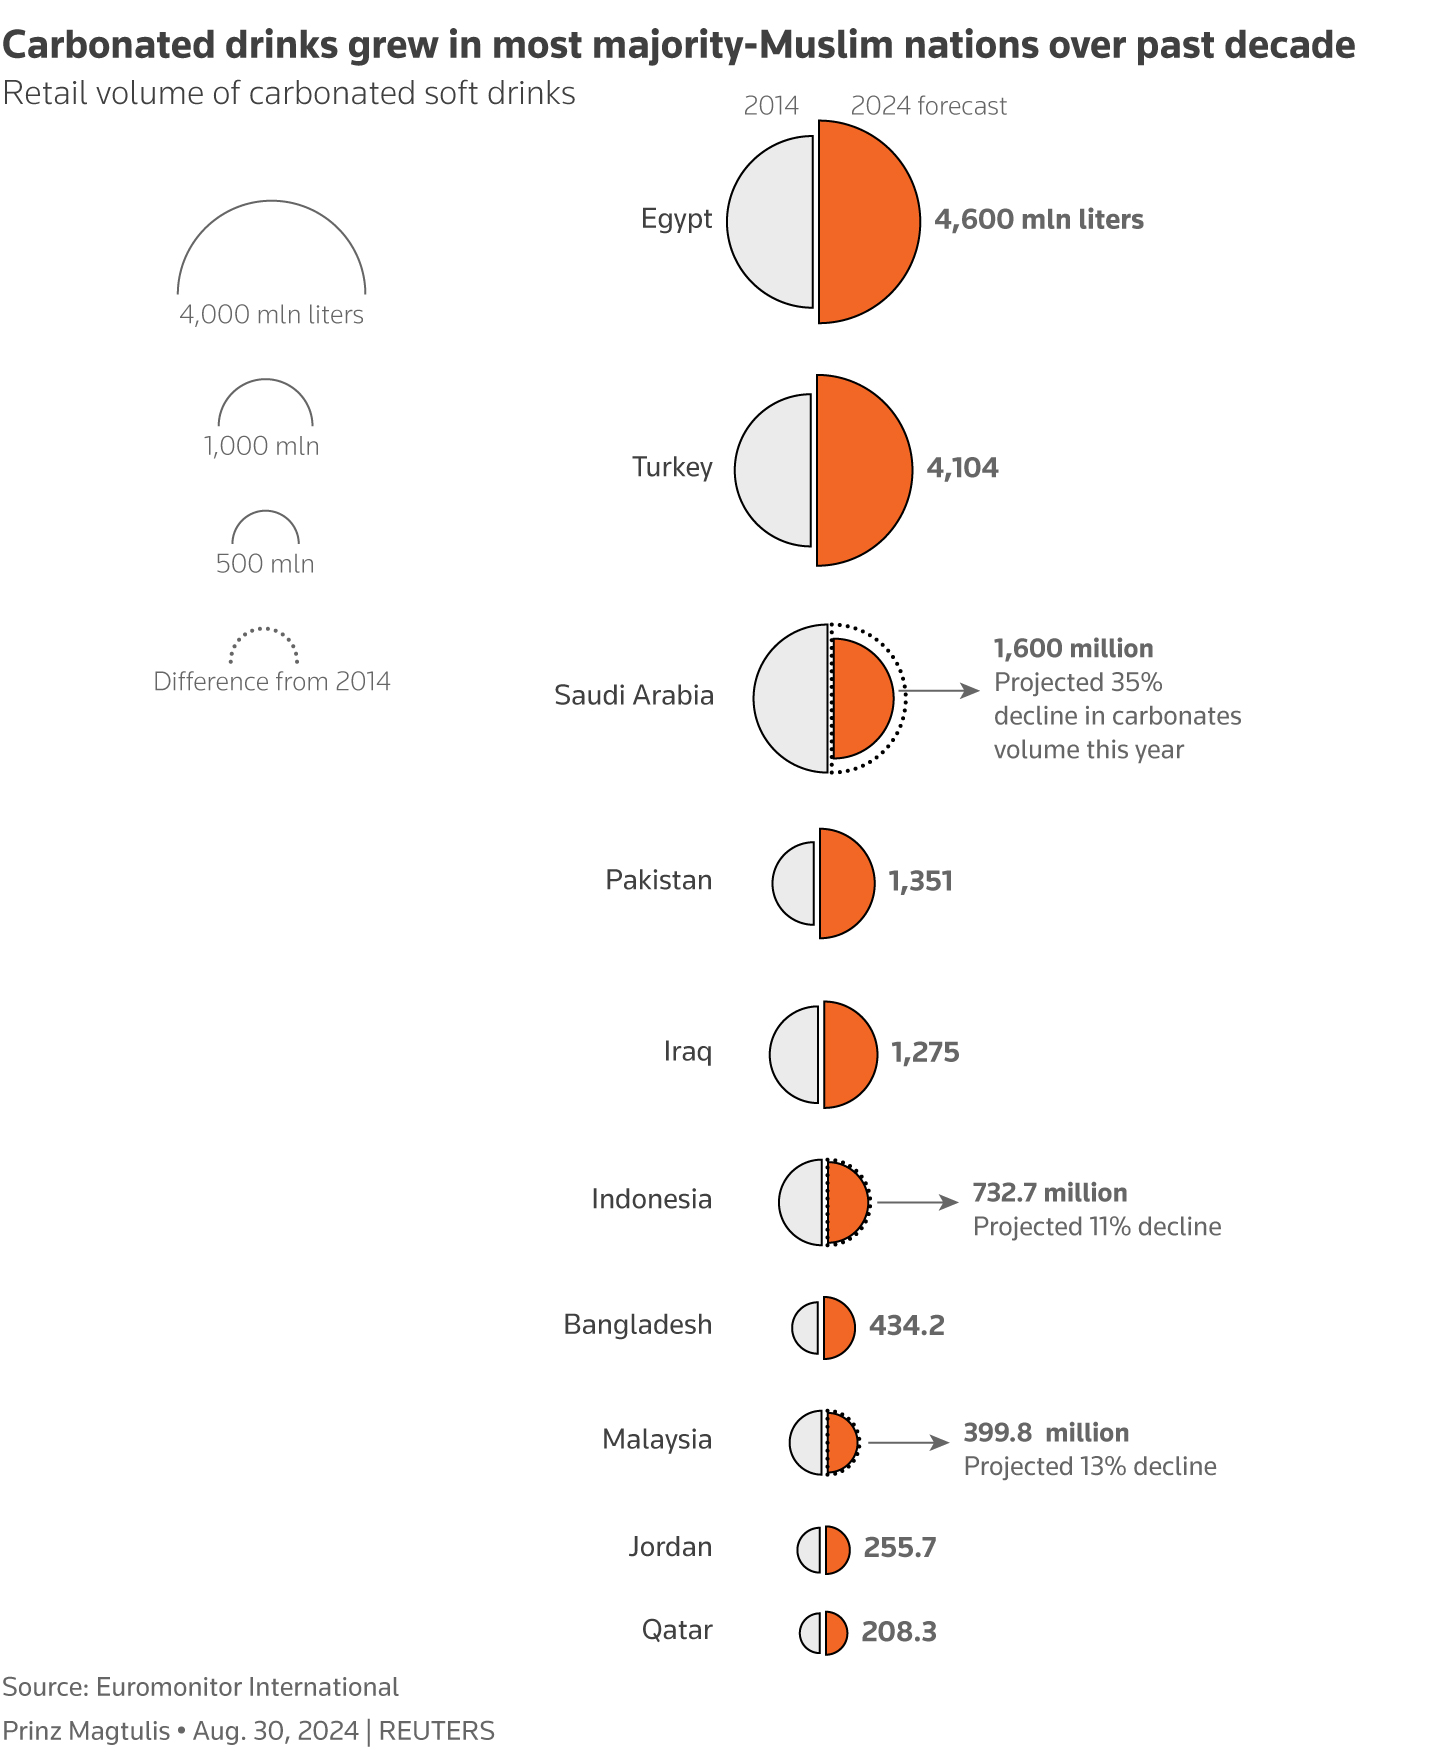 Carbonated drinks grew in most majority-Muslim nations over past decade
Retail volume of carbonated soft drinks
2014
2024 forecast
4,000 mln liters
1,000 mln
500 mln
Difference from 2014
Egypt
4,600 mln liters
Turkey
4,104
Saudi Arabia
1,600 million
Projected 35%
decline in carbonates
volume this year
Pakistan
1,351
Iraq
1,275
Indonesia
732.7 million
Projected 11% decline
Bangladesh
434.2
Malaysia
399.8  million
Projected 13% decline
Jordan
255.7
Qatar
208.3
Source: Euromonitor International
Prinz Magtulis • Aug. 30, 2024 | REUTERS